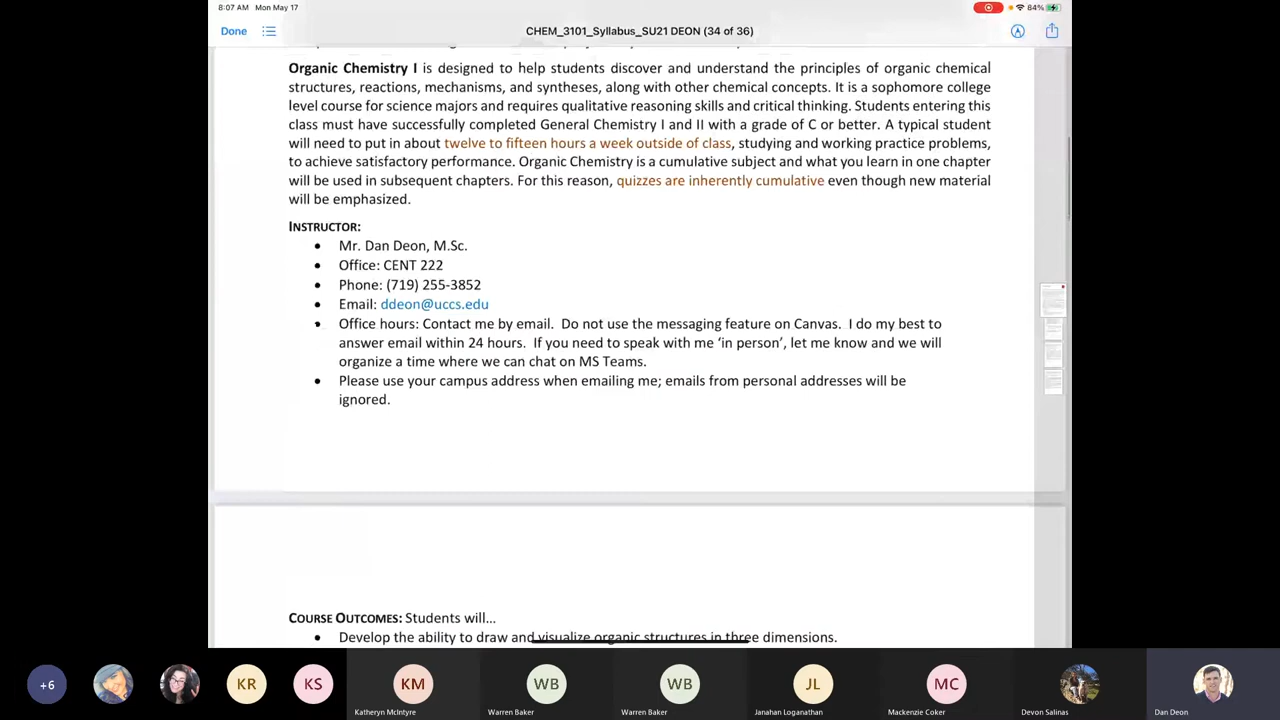 8:07 AM Mon May 17
84%
Done
CHEM_3101_Syllabus_SU21 DEON (34 of 36)
Organic Chemistry I is designed to help students discover and understand the principles of organic chemical
structures, reactions, mechanisms, and syntheses, along with other chemical concepts. It is a sophomore college
level course for science majors and requires qualitative reasoning skills and critical thinking. Students entering this
class must have successfully completed General Chemistry I and II with a grade of C or better. A typical student
will need to put in about twelve to fifteen hours a week outside of class, studying and working practice problems,
to achieve satisfactory performance. Organic Chemistry is a cumulative subject and what you learn in one chapter
will be used in subsequent chapters. For this reason, quizzes are inherently cumulative even though new material
will be emphasized.
INSTRUCTOR:
• Mr. Dan Deon, M.Sc.
• Office: CENT 222
• Phone: (719) 255-3852
• Email: ddeon@uccs.edu
• Office hours: Contact me by email. Do not use the messaging feature on Canvas. I do my best to
answer email within 24 hours. If you need to speak with me ‘in person’, let me know and we will
organize a time where we can chat on MS Teams.
• Please use your campus address when emailing me; emails from personal addresses will be
ignored.
COURSE OUTCOMES: Students will...
• Develop the ability to draw and visualize organic structures in three dimensions.
+6
KR
KS
KM
WB
WB
JL
MC
Katheryn McIntyre
Warren Baker
Warren Baker
Janahan Loganathan
Mackenzie Coker
Devon Salinas
Dan Deon